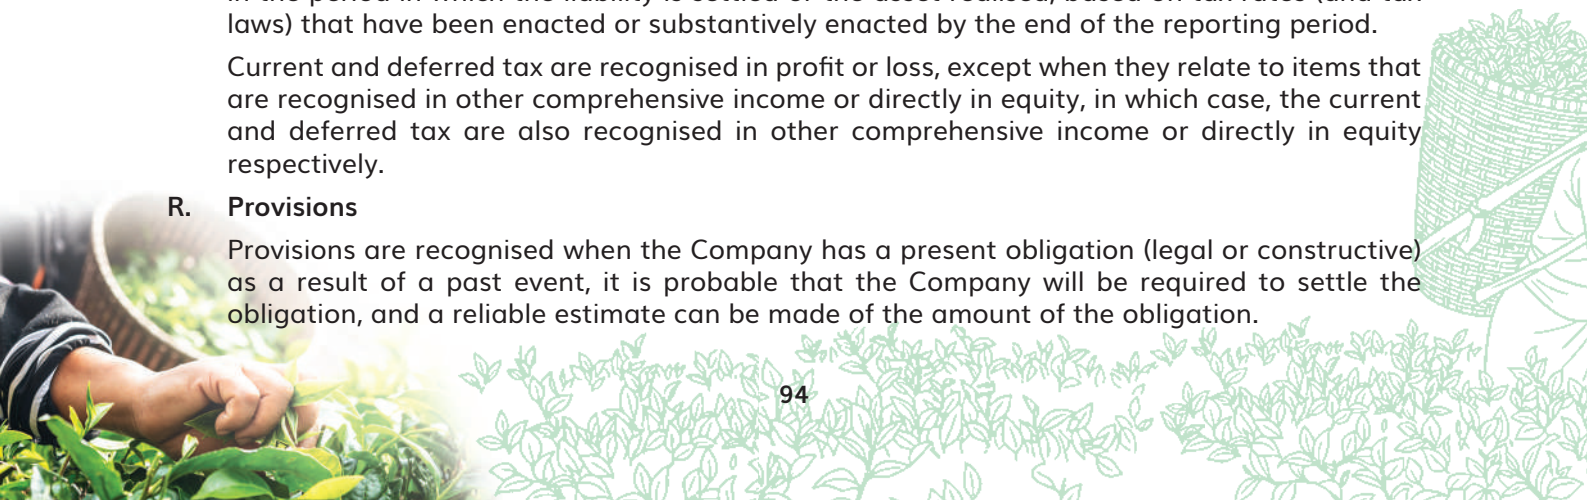 laws) that have been enacted or substantively enacted by the end of the reporting period.
Current and deferred tax are recognised in profit or loss, except when they relate to items that
are recognised in other comprehensive income or directly in equity, in which case, the current
and deferred tax are also recognised in other comprehensive income or directly in equity
respectively.
R. Provisions
Provisions are recognised when the Company has a present obligation (legal or constructive)
as a result of a past event, it is probable that the Company will be required to settle the
obligation, and a reliable estimate can be made of the amount of the obligation.
94